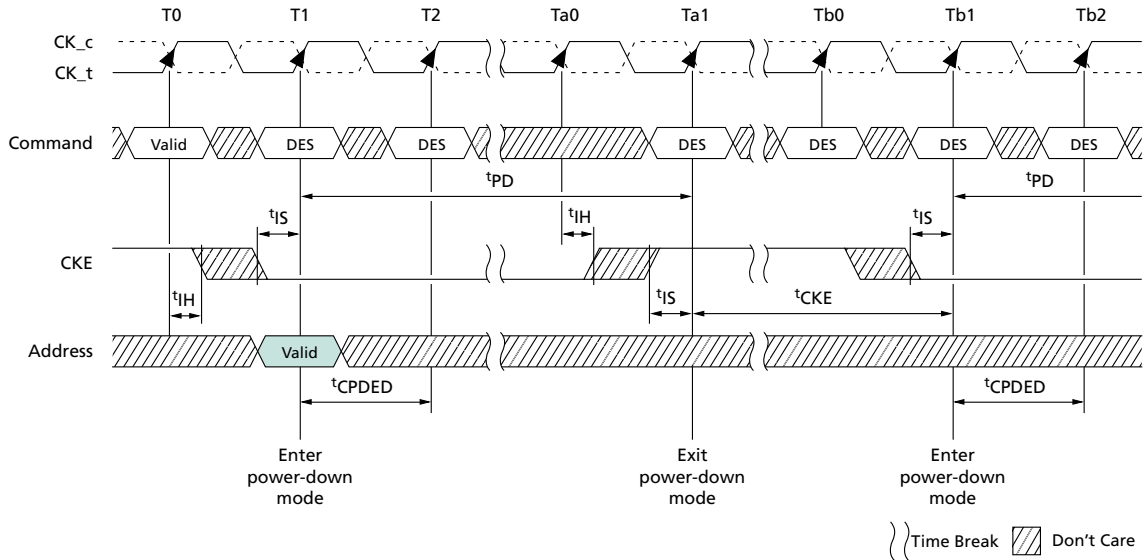 T0 T1 T2 Ta0 Ta1 Tb0 Tb1 Tb2
CK_c
CK_t
Command Valid DES DES DES DES DES DES
tPD tPD
tIS tIH tIS
CKE
tIH tIS tCKE
Address Valid
tCPDED tCPDED
Enter
power-down
mode
Exit
power-down
mode
Enter
power-down
mode
Time Break Don't Care